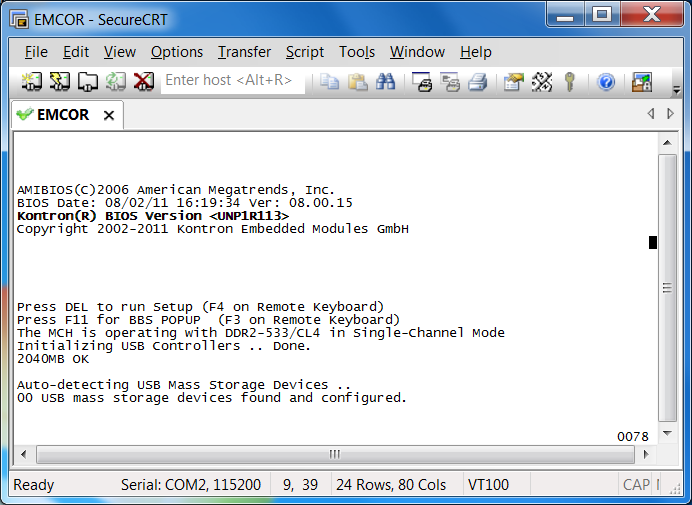 EMCOR - SecureCRT
File Edit View Options Transfer Script Tools Window Help
Enter host <Alt+R>
EMCOR
AMIBIOS(C)2006 American Megatrends, Inc.
BIOS Date: 08/02/11 16:19:34 Ver: 08.00.15
Kontron(R) BIOS Version <UNP1R113>
Copyright 2002-2011 Kontron Embedded Modules GmbH
Press DEL to run Setup (F4 on Remote Keyboard)
Press F11 for BBS POPUP  (F3 on Remote Keyboard)
The MCH is operating with DDR2-533/CL4 in Single-Channel Mode
Initializing USB Controllers .. Done.
2040MB OK
Auto-detecting USB Mass Storage Devices ..
00 USB mass storage devices found and configured.
0078
Ready Serial: COM2, 115200 9, 39 24 Rows, 80 Cols VT100 CAP